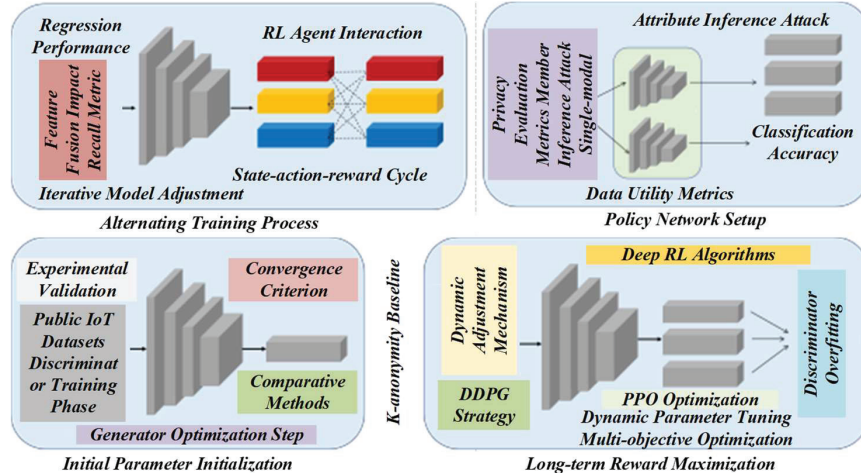 Regression
Performance
RL Agent Interaction
Feature
Fusion Impact
Recall Metric
State-action-reward Cycle
Iterative Model Adjustment
Alternating Training Process
Attribute Inference Attack
Privacy
Evaluation
Metrics Member
Inference Attack
Single-modal
Classification
Accuracy
Data Utility Metrics
Policy Network Setup
Experimental
Validation
Convergence
Criterion
Public IoT
Datasets
Discriminat
or Training
Phase
Comparative
Methods
Generator Optimization Step
Initial Parameter Initialization
K-anonymity Baseline
Deep RL Algorithms
Dynamic
Adjustment
Mechanism
DDPG
Strategy
PPO Optimization
Dynamic Parameter Tuning
Multi-objective Optimization
Discriminator
Overfitting
Long-term Reward Maximization